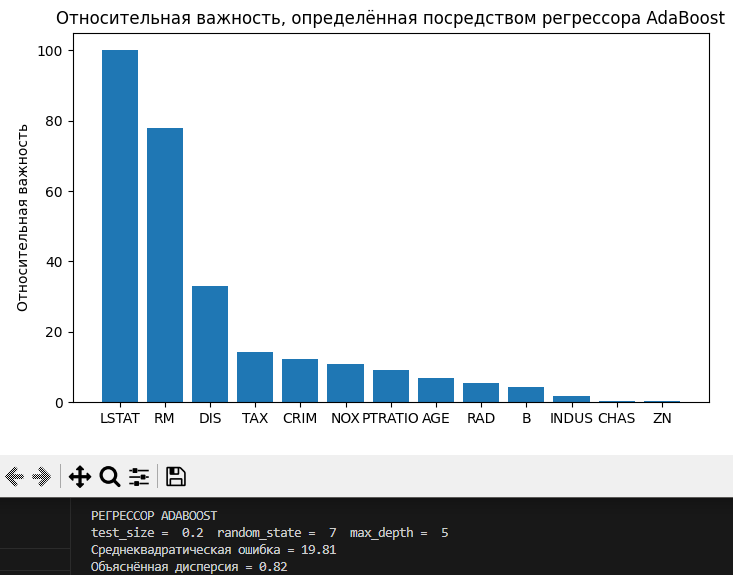 Относительная важность, определённая посредством регрессора AdaBoost
Относительная важность
100
80
60
40
20
0
LSTAT RM DIS TAX CRIM NOX PTRATIO AGE RAD B INDUS CHAS ZN
РЕГРЕССОР ADABOOST
test_size = 0.2 random_state = 7 max_depth = 5
Среднеквадратическая ошибка = 19.81
Объяснённая дисперсия = 0.82